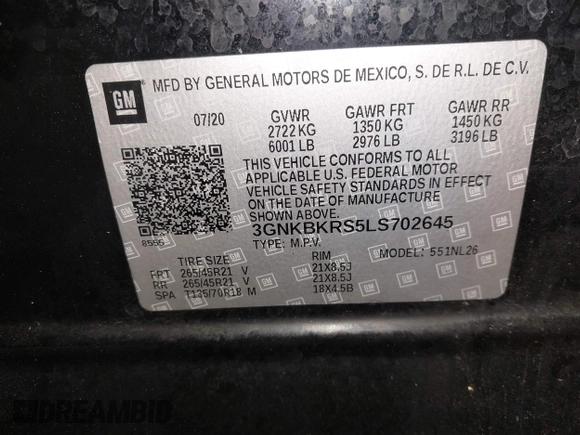 GM
MFD BY GENERAL MOTORS DE MEXICO, S. DE R.L. DE C.V.
07/20 GVWR GAWR FRT GAWR RR
2722 KG 1350 KG 1450 KG
6001 LB 2976 LB 3196 LB
THIS VEHICLE CONFORMS TO ALL
APPLICABLE U.S. FEDERAL MOTOR
VEHICLE SAFETY STANDARDS IN EFFECT
ON THE DATE OF MANUFACTURE SHOWN
ABOVE.
8555
3GNKBKRS5LS702645
TYPE: M.P.V. MODEL: 551NL26
TIRE SIZE RIM
FRT 265/45R21 V 21X8.5J
RR 265/45R21 V 21X8.5J
SPA T135/70R18 M 18X4.5B
DREAMBID